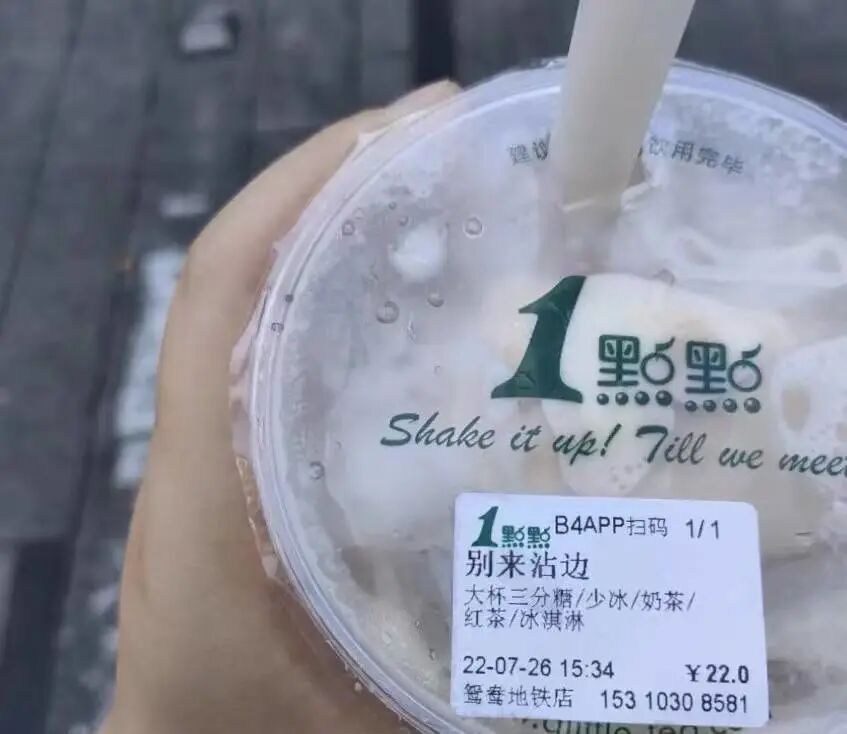 建议 饮用完毕
1點點
Shake it up! Till we meet
1點點 B4APP扫码 1/1
别来沾边
大杯三分糖/少冰/奶茶/
红茶/冰淇淋
22-07-26 15:34 ¥22.0
鸳鸯地铁店 153 1030 8581